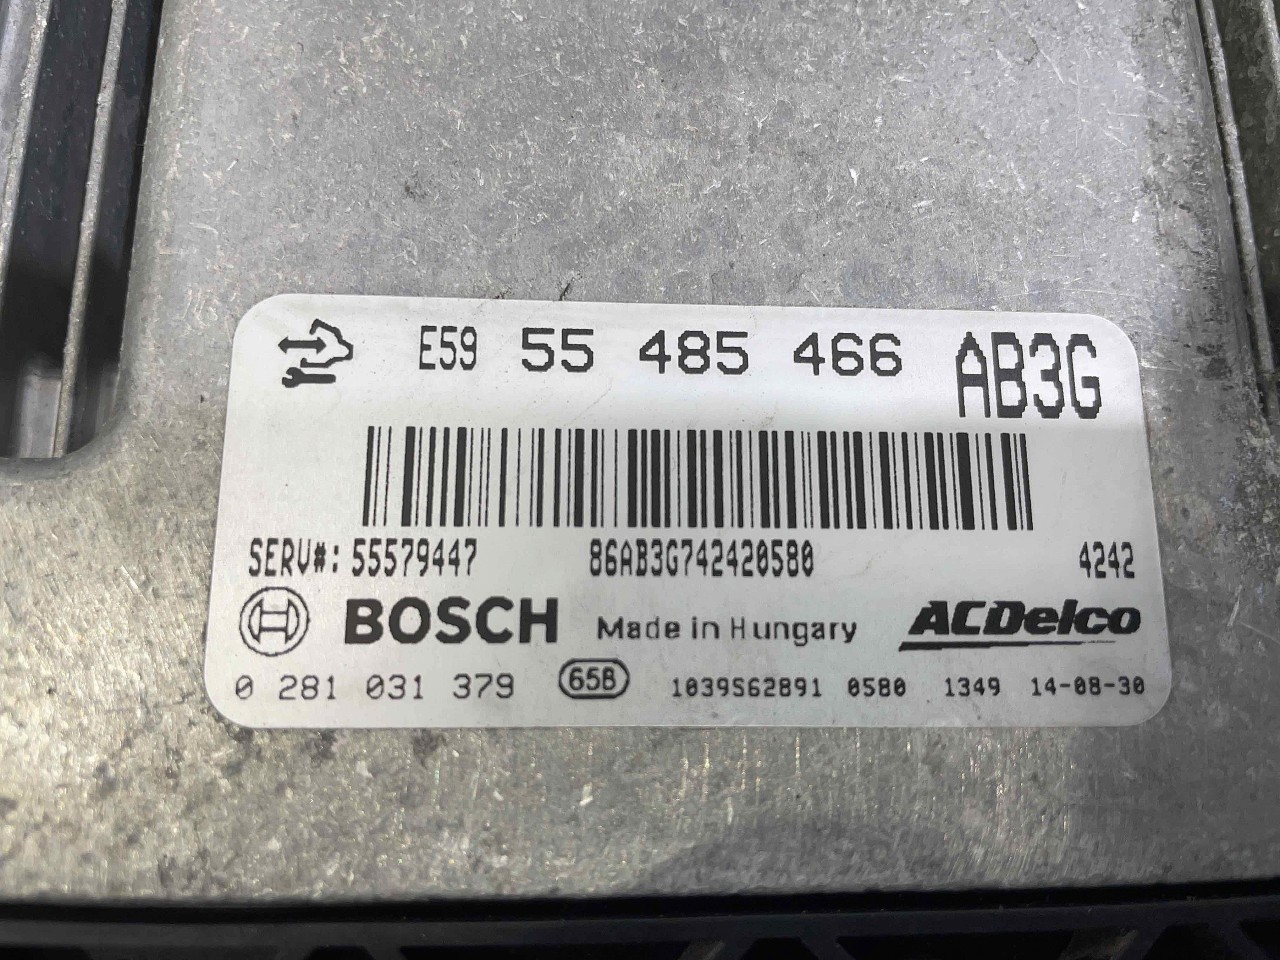 E59 55 485 466 AB3G
SERV#: 55579447 86AB3G742420580 4242
BOSCH Made in Hungary ACDelco
0 281 031 379 65B 1039S62891 0580 1349 14-08-30